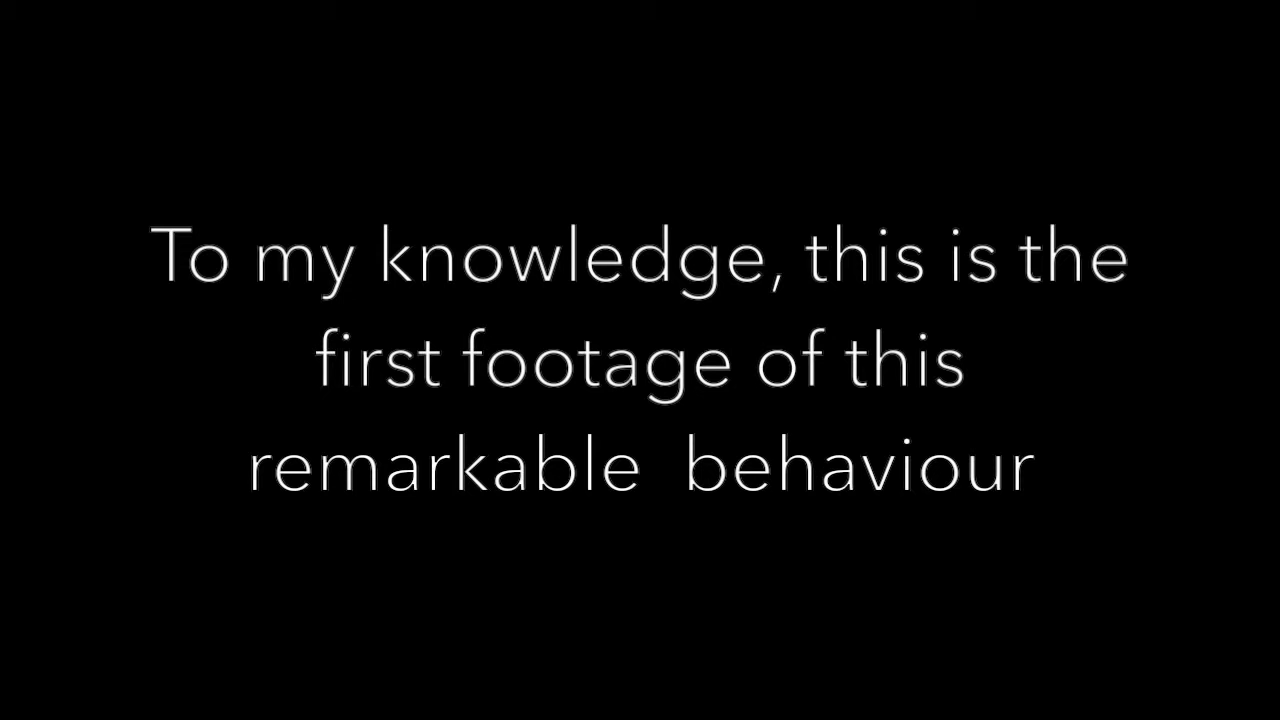 To my knowledge, this is the
first footage of this
remarkable  behaviour